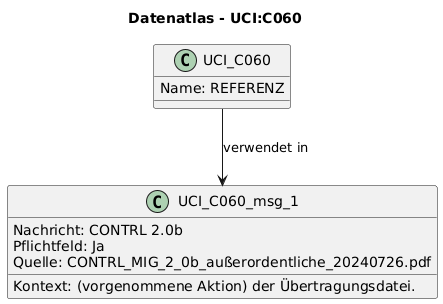 Datenatlas - UCI:C060
C UCI_C060
Name: REFERENZ
verwendet in
C UCI_C060_msg_1
Nachricht: CONTRL 2.0b
Pflichtfeld: Ja
Quelle: CONTRL_MIG_2_0b_außerordentliche_20240726.pdf
Kontext: (vorgenommene Aktion) der Übertragungsdatei.